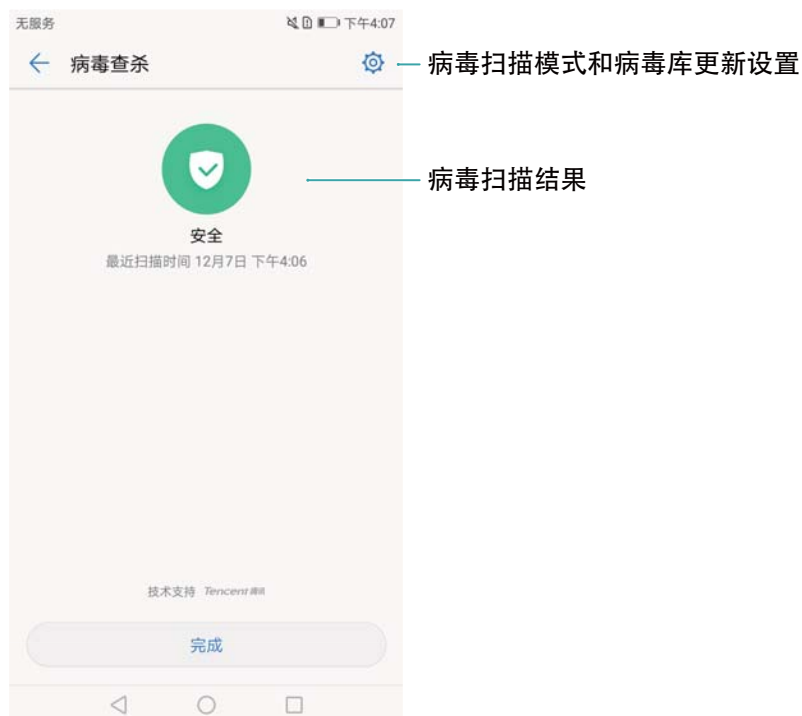 无服务 下午4:07
病毒查杀
病毒扫描模式和病毒库更新设置
病毒扫描结果
安全
最近扫描时间 12月7日 下午4:06
技术支持 Tencent 腾讯
完成